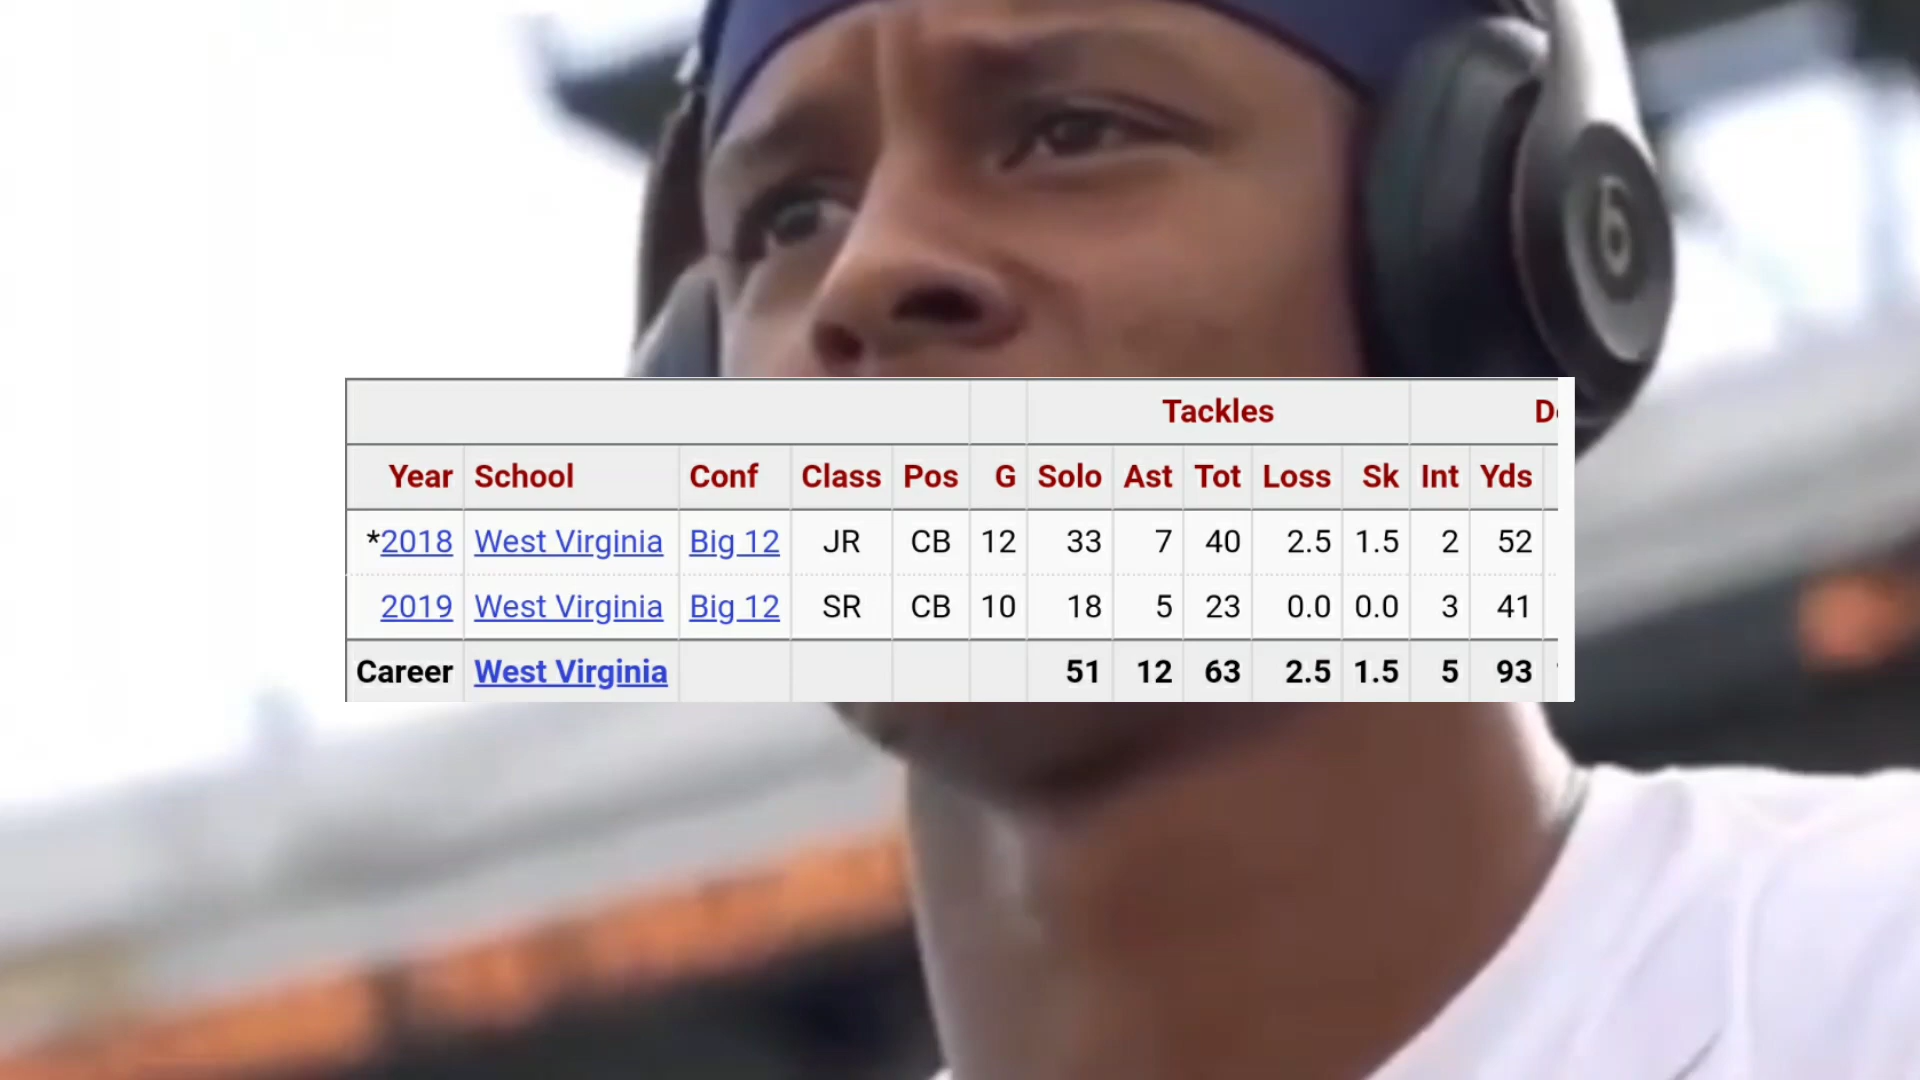 Tackles
Year School Conf Class Pos G Solo Ast Tot Loss Sk Int Yds
*2018 West Virginia Big 12 JR CB 12 33 7 40 2.5 1.5 2 52
2019 West Virginia Big 12 SR CB 10 18 5 23 0.0 0.0 3 41
Career West Virginia 51 12 63 2.5 1.5 5 93